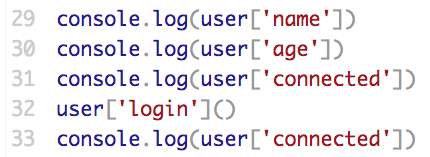 29 console.log(user['name'])
30 console.log(user['age'])
31 console.log(user['connected'])
32 user['login']()
33 console.log(user['connected'])